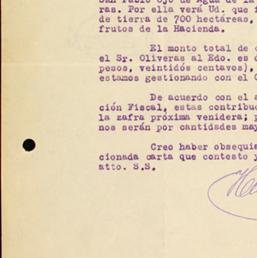 San Pablo Ojo de Agua de la
ras. Por ella verá Ud. que
de tierra de 700 hectáreas,
frutos de la Hacienda.
El monto total de
el Sr. Oliveras al Edo. es
pesos, veintidós centavos),
estamos gestionando con el
De acuerdo con el
ción Fiscal, estas contribu
la zafra próxima venidera;
nos serán por cantidades may
Creo haber obsequia
cionada carta que contesto y
atto. S.S.